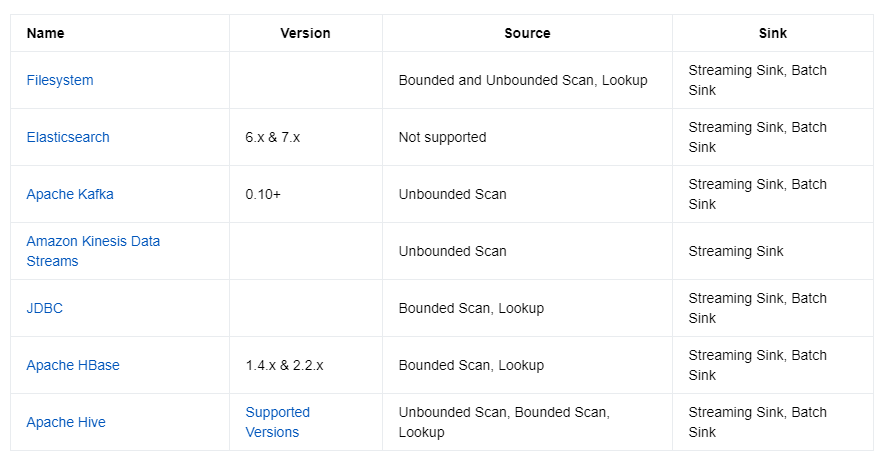 Name Version Source Sink
Filesystem Bounded and Unbounded Scan, Lookup Streaming Sink, Batch
Sink
Elasticsearch 6.x & 7.x Not supported Streaming Sink, Batch
Sink
Apache Kafka 0.10+ Unbounded Scan Streaming Sink, Batch
Sink
Amazon Kinesis Data
Streams Unbounded Scan Streaming Sink
JDBC Bounded Scan, Lookup Streaming Sink, Batch
Sink
Apache HBase 1.4.x & 2.2.x Bounded Scan, Lookup Streaming Sink, Batch
Sink
Apache Hive Supported
Versions Unbounded Scan, Bounded Scan,
Lookup Streaming Sink, Batch
Sink